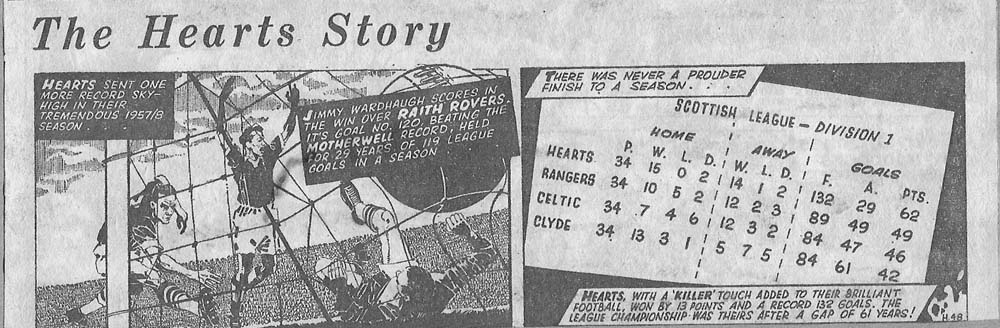 The Hearts Story
HEARTS SENT ONE
MORE RECORD SKY-
HIGH IN THEIR
TREMENDOUS 1957/8
SEASON . . .
JIMMY WARDHAUGH SCORES IN
THE WIN OVER RAITH ROVERS.
IT'S GOAL NO. 120, BEATING THE
MOTHERWELL RECORD, HELD
FOR 29 YEARS, OF 119 LEAGUE
GOALS IN A SEASON
THERE WAS NEVER A PROUDER
FINISH TO A SEASON. . .
SCOTTISH LEAGUE - DIVISION 1
HOME AWAY GOALS
P. W. L. D. W. L. D. F. A. PTS.
HEARTS 34 15 0 2 14 1 2 132 29 62
RANGERS 34 10 5 2 12 2 3 89 49 49
CELTIC 34 7 4 6 12 3 2 84 47 46
CLYDE 34 13 3 1 5 7 5 84 61 42
HEARTS, WITH A 'KILLER' TOUCH ADDED TO THEIR BRILLIANT
FOOTBALL, WON BY 13 POINTS AND A RECORD 132 GOALS. THE
LEAGUE CHAMPIONSHIP WAS THEIRS AFTER A GAP OF 61 YEARS!
H.48